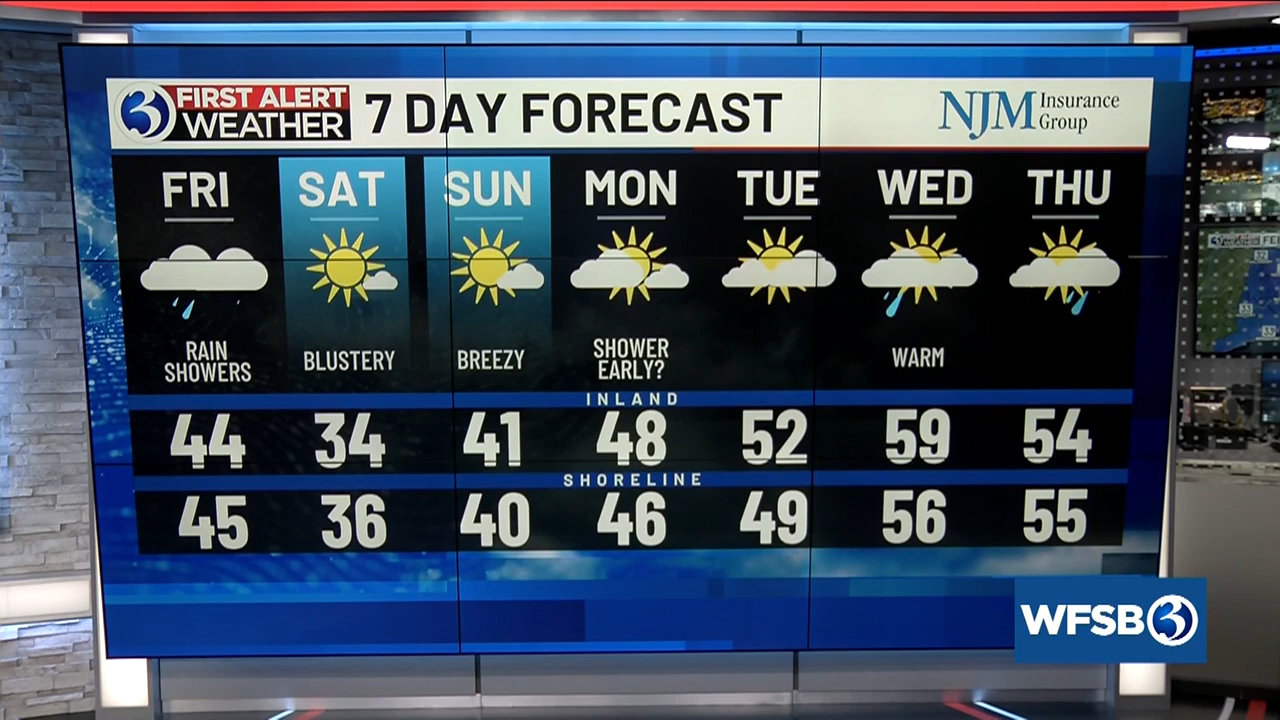 3 FIRST ALERT WEATHER
7 DAY FORECAST
NJM Insurance Group
FRI SAT SUN MON TUE WED THU
RAIN SHOWERS BLUSTERY BREEZY SHOWER EARLY? WARM
INLAND
44 34 41 48 52 59 54
SHORELINE
45 36 40 46 49 56 55
WFSB 3